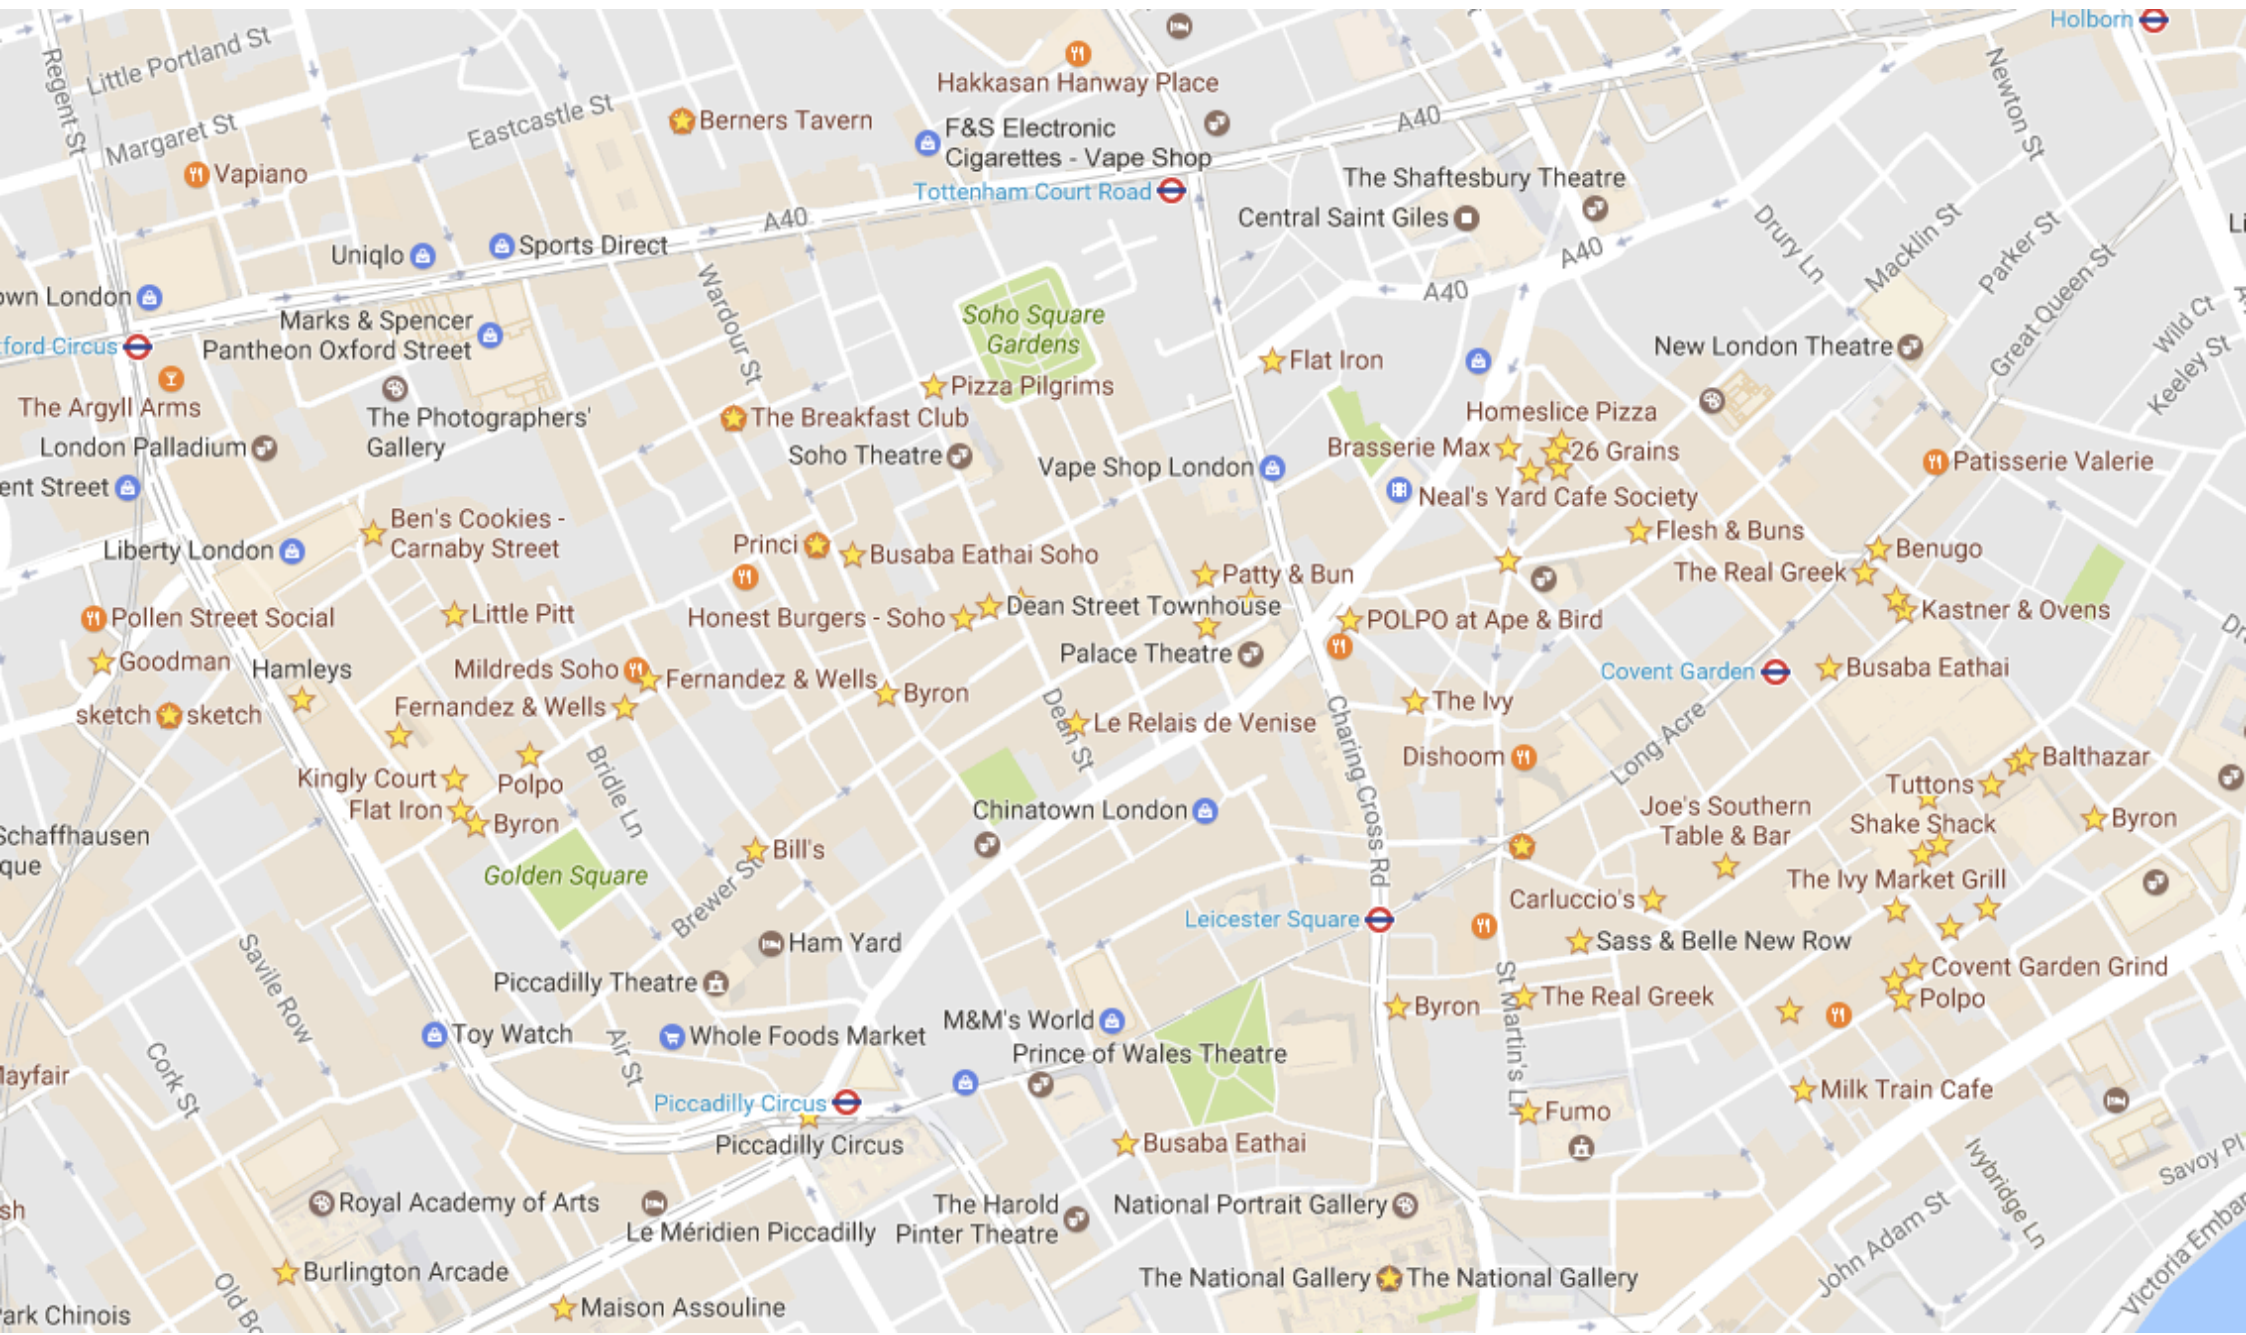 Holborn
Regent St
Little Portland St
Newton St
Hakkasan Hanway Place
Margaret St
Eastcastle St
Berners Tavern
F&S Electronic
Cigarettes - Vape Shop
A40
Vapiano
Tottenham Court Road
The Shaftesbury Theatre
Central Saint Giles
A40
Drury Ln
Macklin St
Parker St
Great Queen St
Uniqlo
Sports Direct
A40
A40
Wardour St
own London
Marks & Spencer
Pantheon Oxford Street
Soho Square
Gardens
Wild Ct
Keeley St
xford Circus
Flat Iron
New London Theatre
The Argyll Arms
The Photographers'
Gallery
Pizza Pilgrims
The Breakfast Club
Homeslice Pizza
London Palladium
Soho Theatre
Brasserie Max
26 Grains
Vape Shop London
Patisserie Valerie
ent Street
Neal's Yard Cafe Society
Ben's Cookies -
Carnaby Street
Flesh & Buns
Liberty London
Princi
Busaba Eathai Soho
Benugo
Patty & Bun
The Real Greek
Pollen Street Social
Little Pitt
Honest Burgers - Soho
Dean Street Townhouse
POLPO at Ape & Bird
Kastner & Ovens
Goodman
Hamleys
Mildreds Soho
Fernandez & Wells
Palace Theatre
Covent Garden
Busaba Eathai
sketch
sketch
Fernandez & Wells
Byron
The Ivy
Dean St
Le Relais de Venise
Charing Cross Rd
Long Acre
Dishoom
Balthazar
Kingly Court
Polpo
Bridle Ln
Tuttons
Flat Iron
Byron
Chinatown London
Joe's Southern
Table & Bar
Shake Shack
Byron
Schaffhausen
que
Bill's
Golden Square
Brewer St
The Ivy Market Grill
Carluccio's
Leicester Square
Savile Row
Ham Yard
Sass & Belle New Row
Piccadilly Theatre
St Martin's Ln
Covent Garden Grind
The Real Greek
Polpo
Byron
Toy Watch
Air St
Whole Foods Market
M&M's World
Prince of Wales Theatre
Cork St
Mayfair
Milk Train Cafe
Piccadilly Circus
Fumo
Piccadilly Circus
Busaba Eathai
Ivybridge Ln
Savoy Pl
Royal Academy of Arts
Le Méridien Piccadilly
The Harold
Pinter Theatre
National Portrait Gallery
John Adam St
Victoria Emban
Burlington Arcade
The National Gallery
The National Gallery
Old Bo
Maison Assouline
Park Chinois